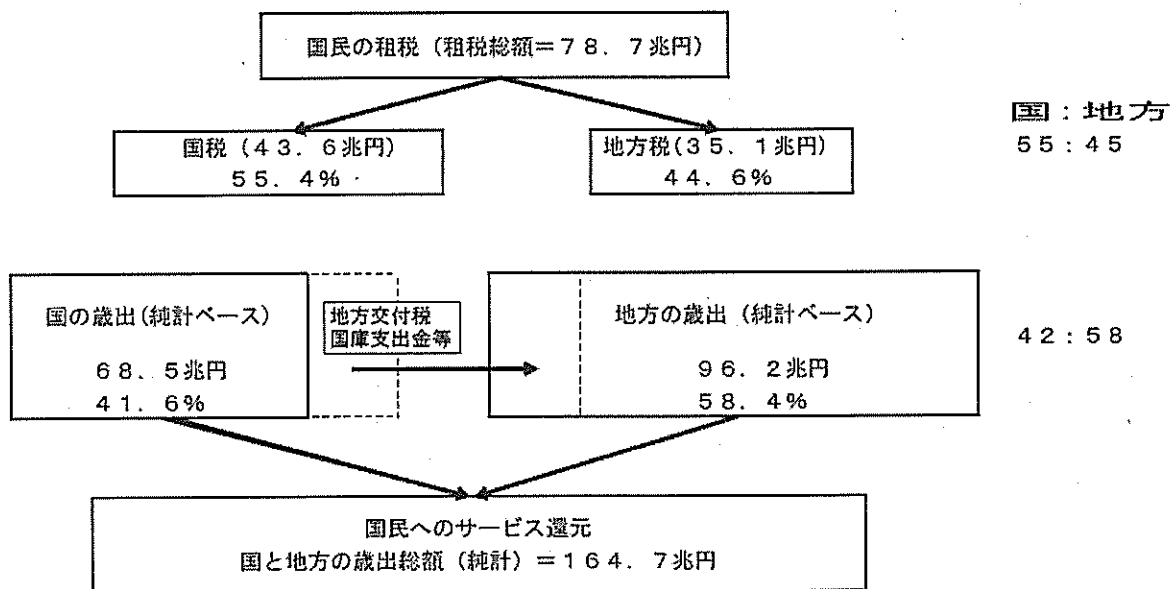 国民の租税(租税総額=78.7兆円)
国:地方
国税(43.6兆円)
55.4%
地方税(35.1兆円)
44.6%
55:45
国の歳出(純計ベース)
68.5兆円
41.6%
地方交付税
国庫支出金等
地方の歳出(純計ベース)
96.2兆円
58.4%
42:58
国民へのサービス還元
国と地方の歳出総額(純計)=164.7兆円